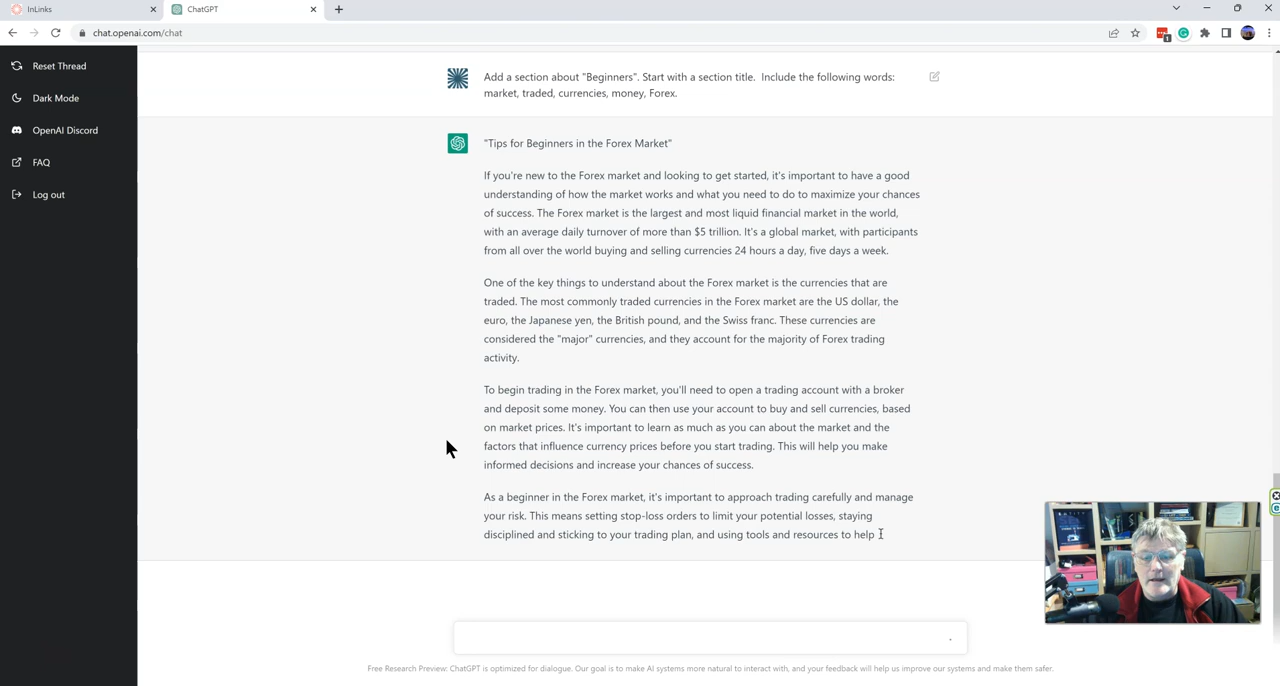 InLinks
ChatGPT
chat.openai.com/chat
1
Reset Thread
Dark Mode
OpenAI Discord
FAQ
Log out
Add a section about "Beginners". Start with a section title.  Include the following words:
market, traded, currencies, money, Forex.
"Tips for Beginners in the Forex Market"
If you're new to the Forex market and looking to get started, it's important to have a good
understanding of how the market works and what you need to do to maximize your chances
of success. The Forex market is the largest and most liquid financial market in the world,
with an average daily turnover of more than $5 trillion. It's a global market, with participants
from all over the world buying and selling currencies 24 hours a day, five days a week.
One of the key things to understand about the Forex market is the currencies that are
traded. The most commonly traded currencies in the Forex market are the US dollar, the
euro, the Japanese yen, the British pound, and the Swiss franc. These currencies are
considered the "major" currencies, and they account for the majority of Forex trading
activity.
To begin trading in the Forex market, you'll need to open a trading account with a broker
and deposit some money. You can then use your account to buy and sell currencies, based
on market prices. It's important to learn as much as you can about the market and the
factors that influence currency prices before you start trading. This will help you make
informed decisions and increase your chances of success.
As a beginner in the Forex market, it's important to approach trading carefully and manage
your risk. This means setting stop-loss orders to limit your potential losses, staying
disciplined and sticking to your trading plan, and using tools and resources to help
Free Research Preview: ChatGPT is optimized for dialogue. Our goal is to make AI systems more natural to interact with, and your feedback will help us improve our systems and make them safer.